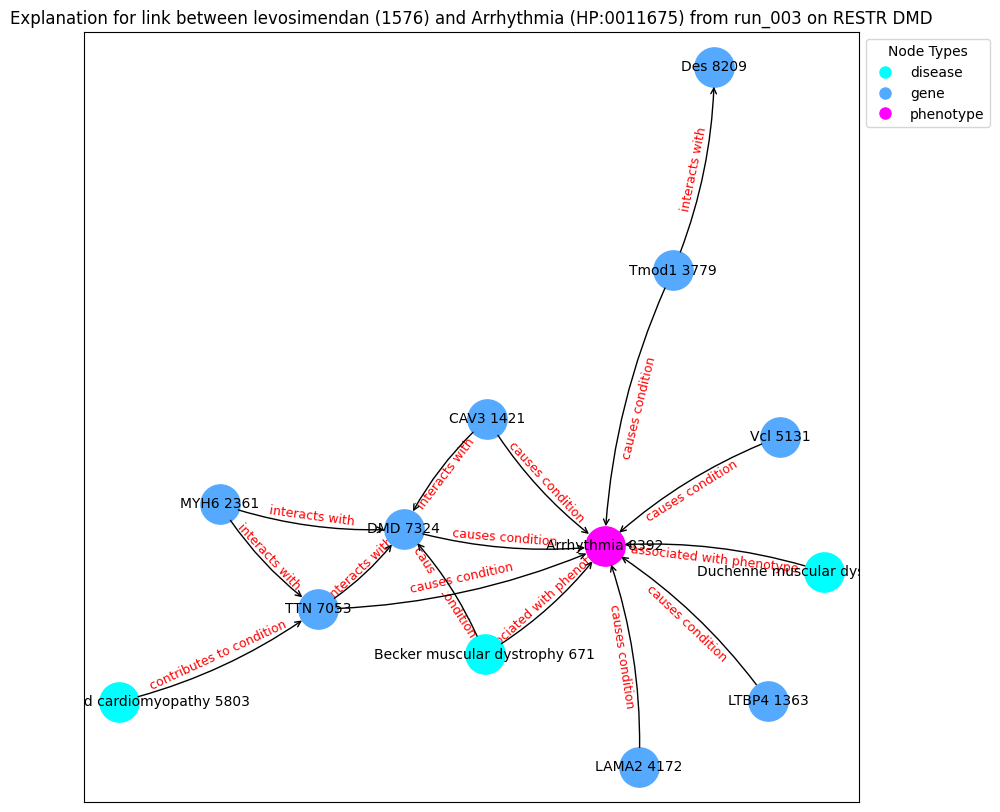 Explanation for link between levosimendan (1576) and Arrhythmia (HP:0011675) from run_003 on RESTR DMD
Node Types
disease
gene
phenotype
Des 8209
interacts with
Tmod1 3779
causes condition
CAV3 1421
Vcl 5131
interacts with
causes condition
causes condition
MYH6 2361
interacts with
DMD 7324
causes condition
Arrhythmia 8392
associated with phenotype
Duchenne muscular dys
interacts with
interacts with
causes condition
TTN 7053
causes condition
contributes to condition
condition
Becker muscular dystrophy 671
causes condition
causes condition
d cardiomyopathy 5803
LTBP4 1363
LAMA2 4172